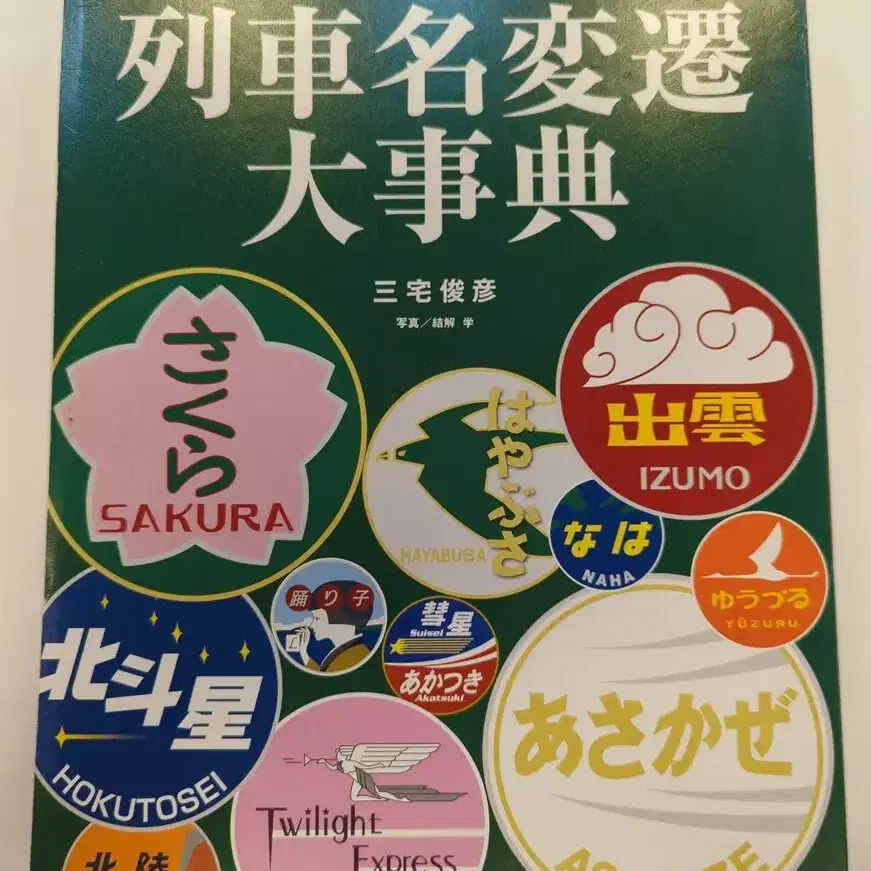 列車名変遷
大事典
三宅俊彦
写真／結解 学
さくら
SAKURA
はやぶさ
HAYABUSA
出雲
IZUMO
なは
NAHA
ゆうづる
YŪZURU
踊り子
彗星
Suisei
あかつき
Akatsuki
北斗星
HOKUTOSEI
あさかぜ
Twilight
Express
北陸